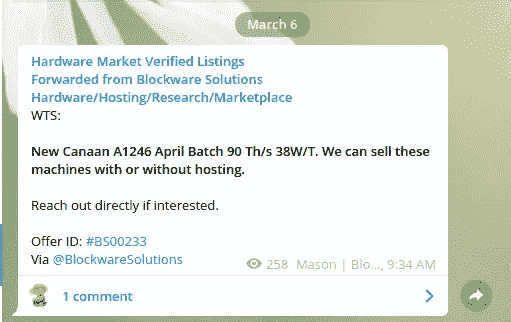 March 6
Hardware Market Verified Listings
Forwarded from Blockware Solutions
Hardware/Hosting/Research/Marketplace
WTS:
New Canaan A1246 April Batch 90 Th/s 38W/T. We can sell these
machines with or without hosting.
Reach out directly if interested.
Offer ID: #BS00233
Via @BlockwareSolutions
258 Mason | Blo..., 9:34 AM
1 comment